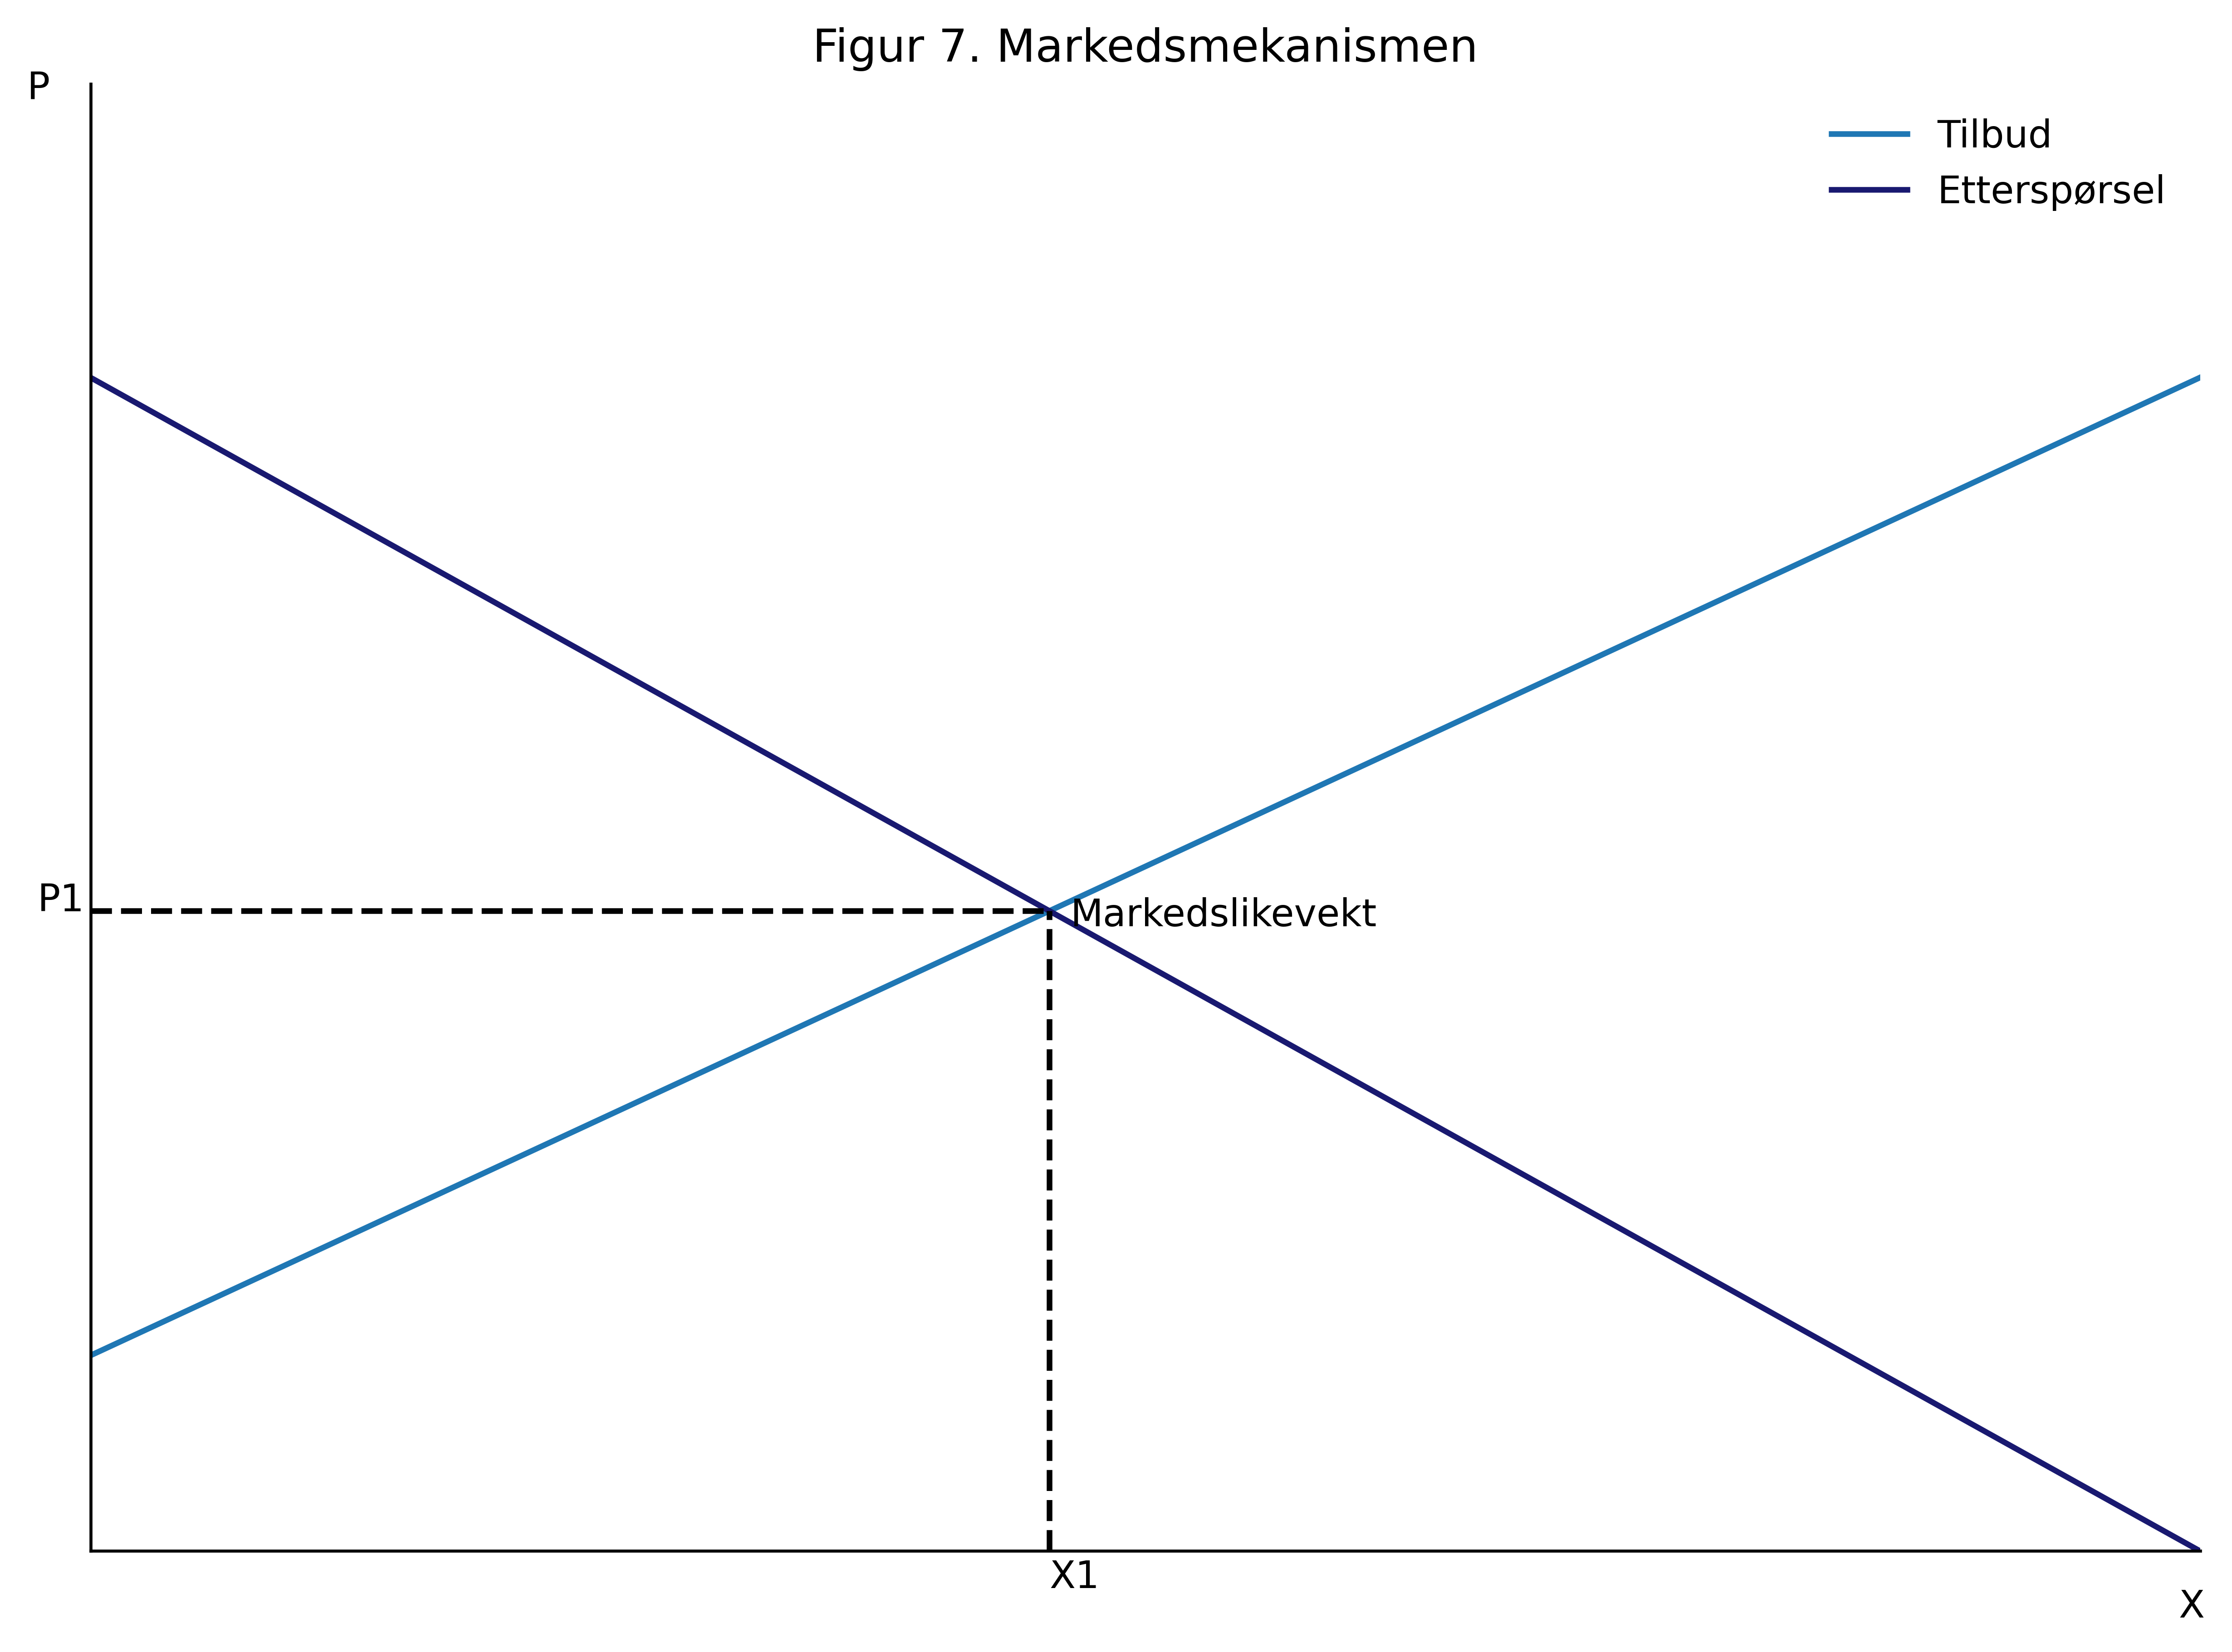 Figur 7. Markedsmekanismen
P
Tilbud
Etterspørsel
P1
Markedslikevekt
X1
X